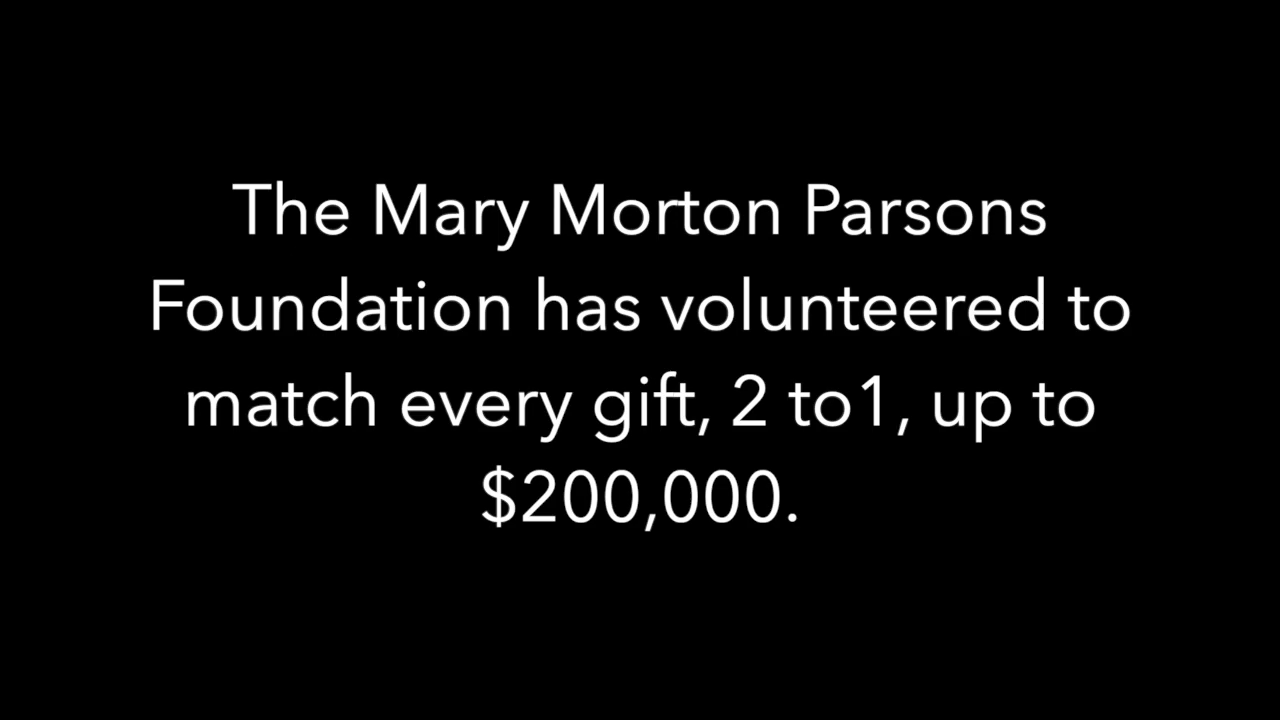 The Mary Morton Parsons
Foundation has volunteered to
match every gift, 2 to1, up to
$200,000.